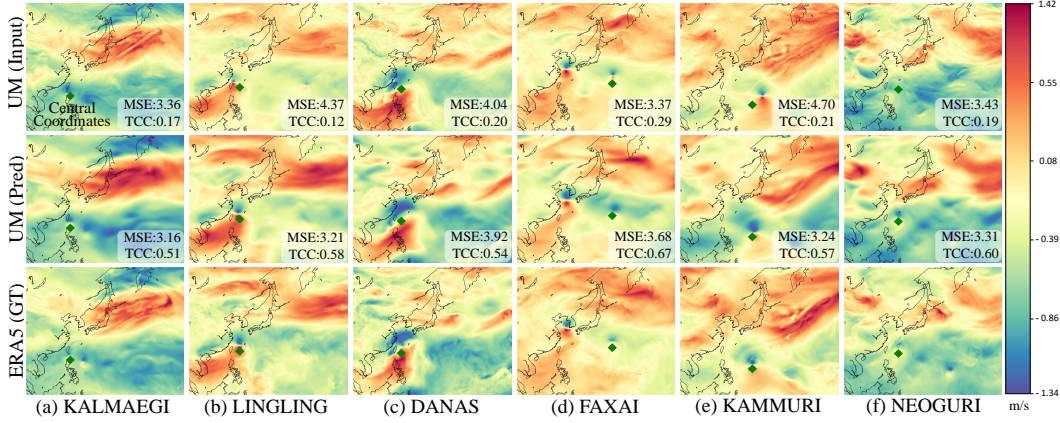 UM (Input)
Central
Coordinates
MSE:3.36
TCC:0.17
MSE:4.37
TCC:0.12
MSE:4.04
TCC:0.20
MSE:3.37
TCC:0.29
MSE:4.70
TCC:0.21
MSE:3.43
TCC:0.19
UM (Pred)
MSE:3.16
TCC:0.51
MSE:3.21
TCC:0.58
MSE:3.92
TCC:0.54
MSE:3.68
TCC:0.67
MSE:3.24
TCC:0.57
MSE:3.31
TCC:0.60
ERA5 (GT)
(a) KALMAEGI
(b) LINGLING
(c) DANAS
(d) FAXAI
(e) KAMMURI
(f) NEOGURI
1.42
1.02
0.55
0.08
-0.39
-0.86
-1.34
m/s